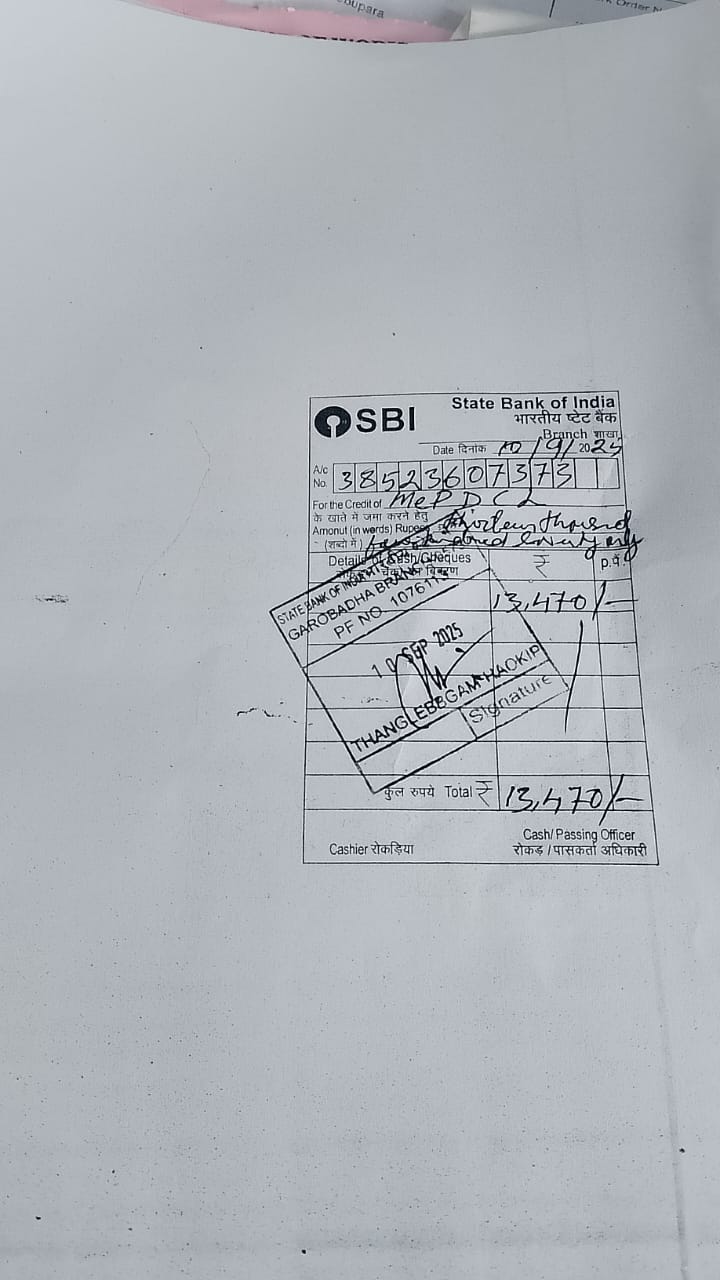 oupara
Order N
SBI
State Bank of India
भारतीय स्टेट बैंक
Branch शाखा
Date दिनांक 10/9/2025
A/c No. 38523607373
For the Credit of MePDCL
के खाते में जमा करने हेतु
Amonut (in words) Rupees Thirteen thousand
(शब्दो में) four hundred seventy only
Details of Cash/Cheques
₹ p.पै.
STATE BANK OF INDIA
GAROBADHA BRANCH
PF NO.
13,470/-
10 SEP 2025
THANGLEBBGAM HAOKIP
Signature
कुल रुपये Total ₹ 13,470/-
Cash/ Passing Officer
Cashier रोकड़िया
रोकड़ / पासकर्ता अधिकारी